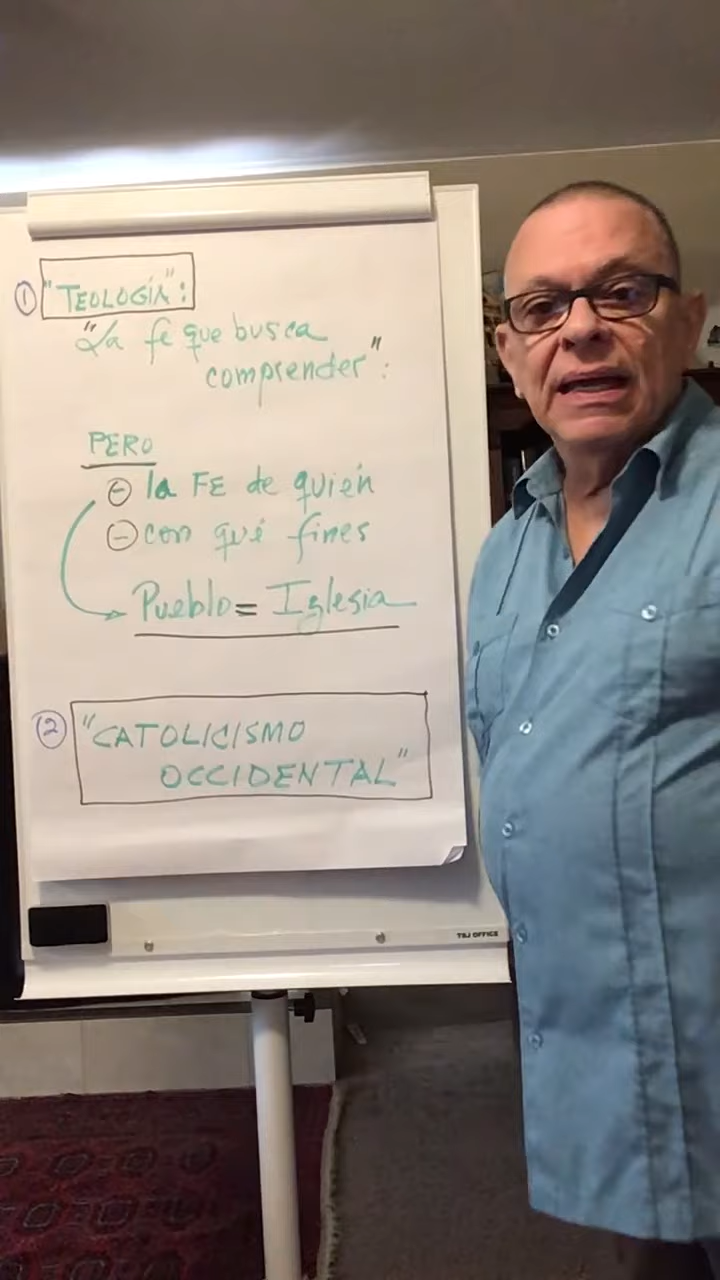 ① "TEOLOGÍA":
"La fe que busca
comprender":
PERO
⊖ la FE de quién
⊖ con qué fines
Pueblo = Iglesia
② "CATOLICISMO
OCCIDENTAL"
T&J OFFICE